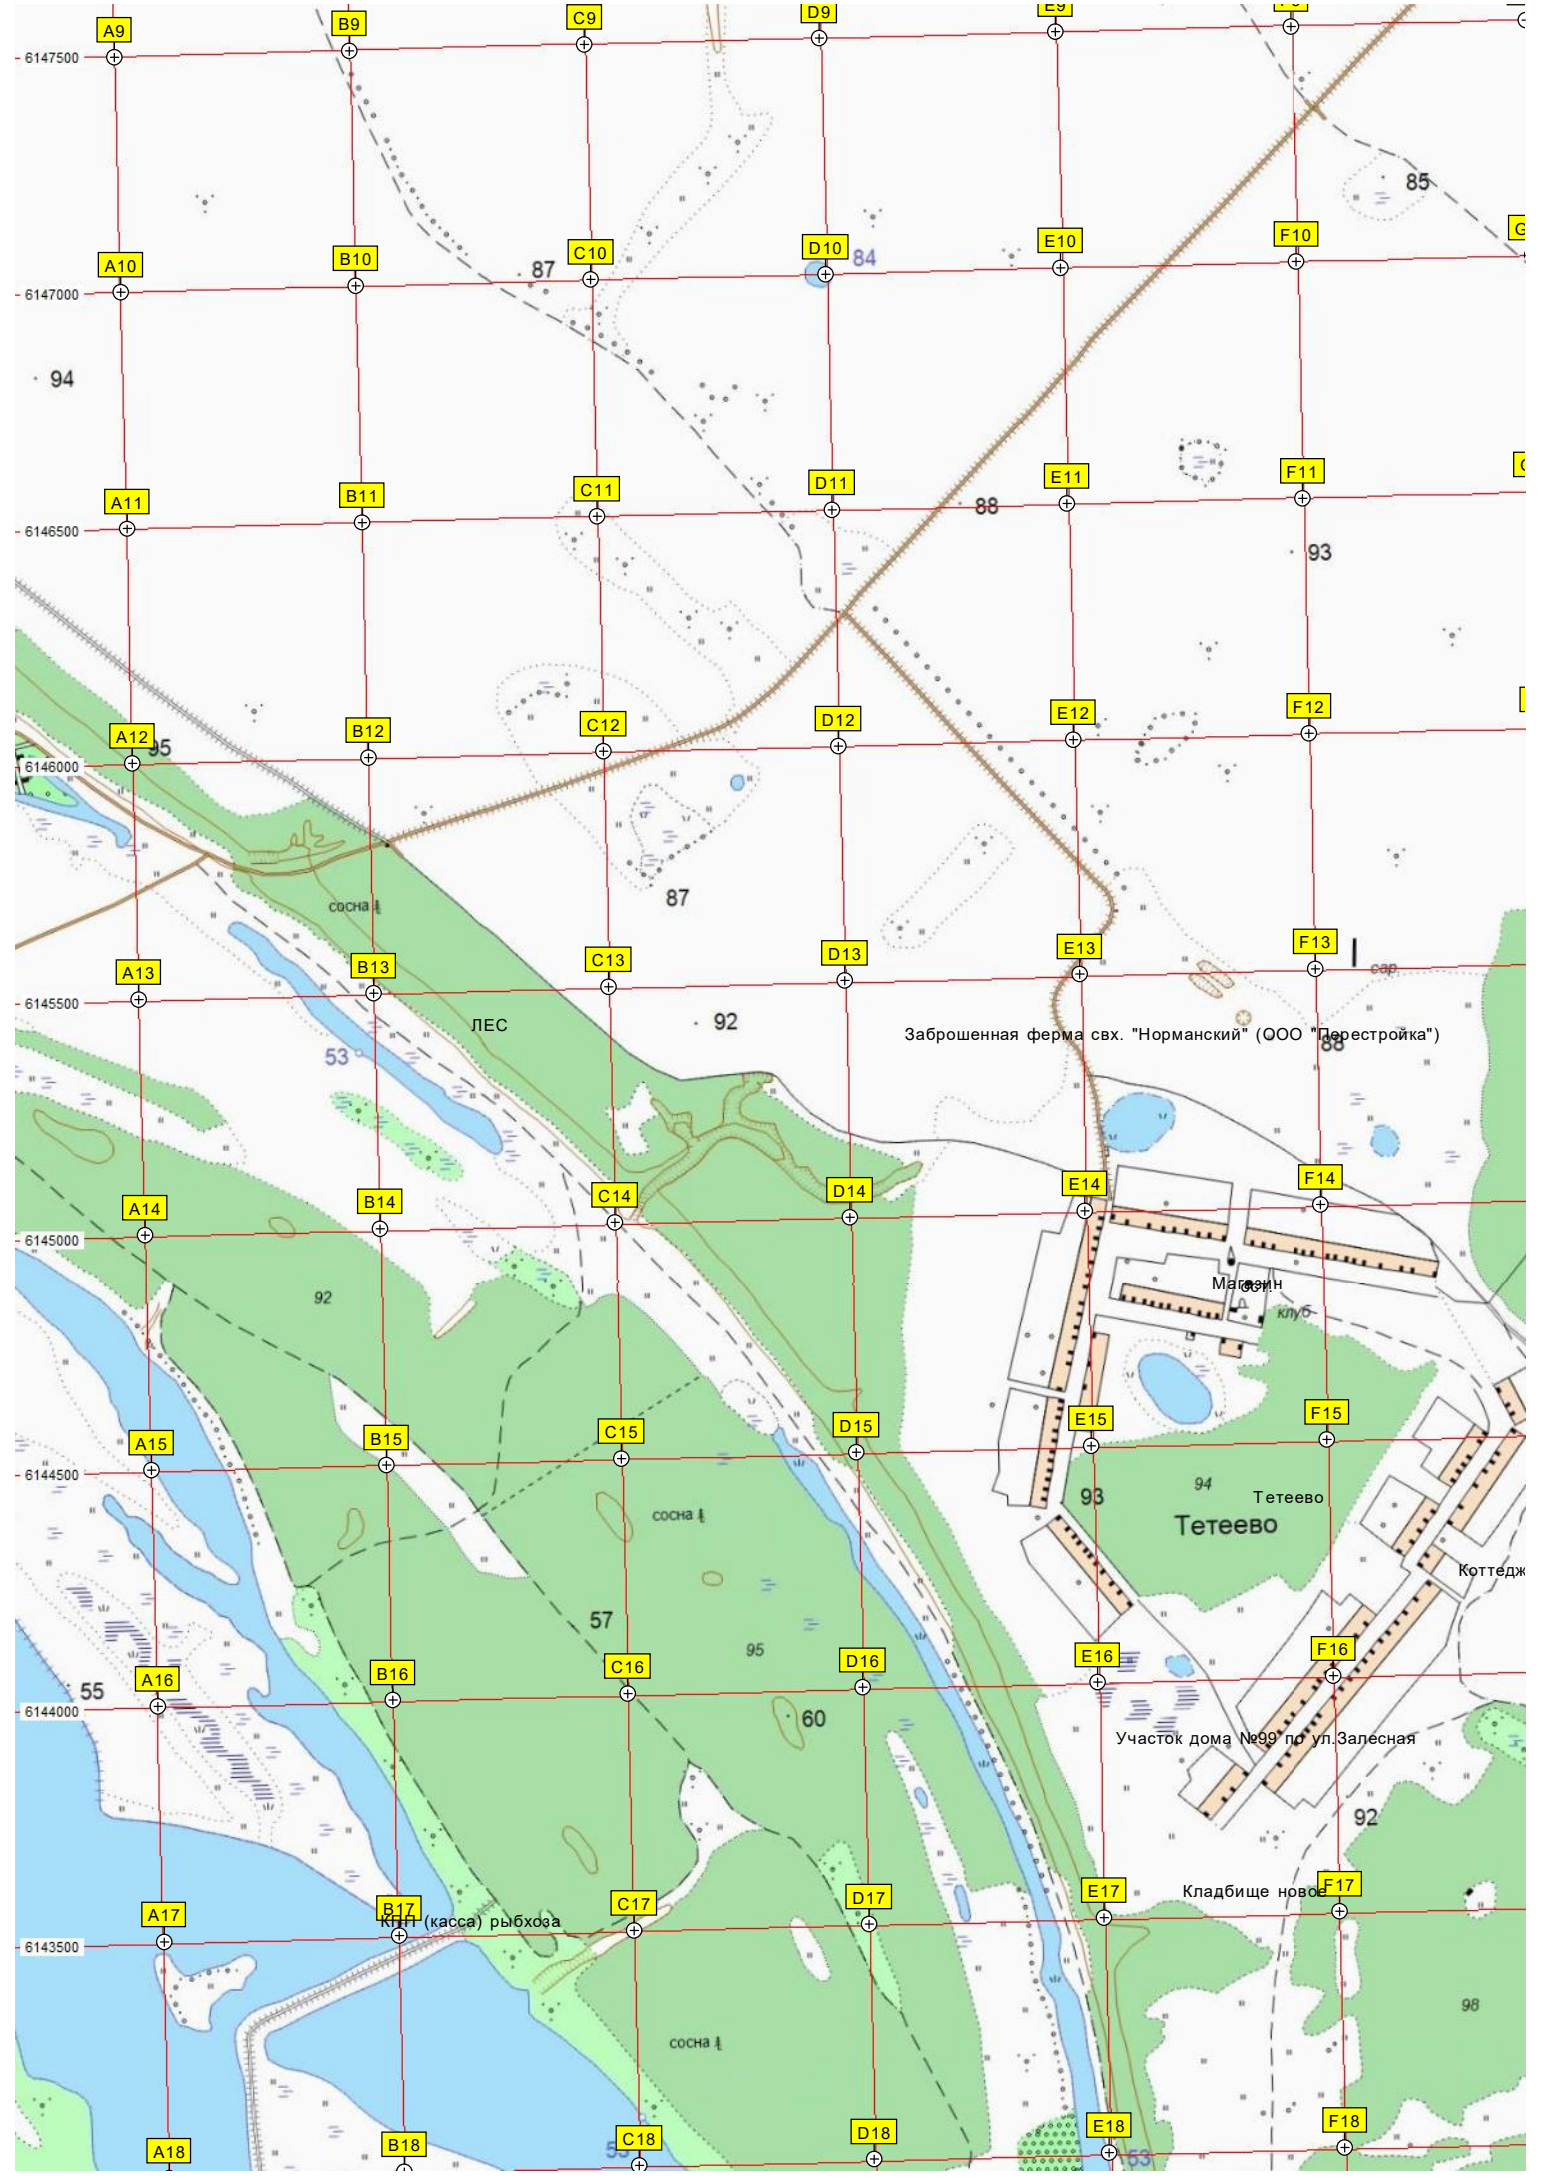 A9
B9
C9
D9
E9
6147500
85
A10
B10
C10
D10
E10
F10
87
84
6147000
94
A11
B11
C11
D11
E11
F11
88
6146500
93
A12
B12
C12
D12
E12
F12
95
6146000
87
сосна
A13
B13
C13
D13
E13
F13
сар.
6145500
ЛЕС
92
Заброшенная ферма свх. "Норманский" (ООО "Перестройка")
88
53
A14
B14
C14
D14
E14
F14
6145000
92
Магазин
клуб
A15
B15
C15
D15
E15
F15
6144500
93
94
Тетеево
сосна
Тетеево
Коттедж
57
95
A16
B16
C16
D16
E16
F16
55
6144000
60
Участок дома №99 по ул.Залесная
92
A17
B17
C17
D17
E17
F17
Кладбище новое
КПП (касса) рыбхоза
6143500
98
сосна
A18
B18
C18
D18
E18
F18
53